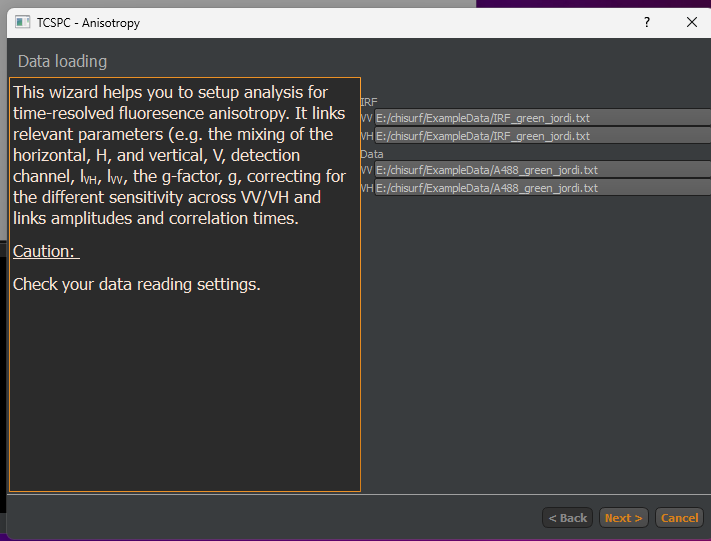 TCSPC - Anisotropy
?
Data loading
This wizard helps you to setup analysis for
time-resolved fluoresence anisotropy. It links
relevant parameters (e.g. the mixing of the
horizontal, H, and vertical, V, detection
channel, lVH, lVV, the g-factor, g, correcting for
the different sensitivity across VV/VH and
links amplitudes and correlation times.
Caution:
Check your data reading settings.
IRF
VV E:/chisurf/ExampleData/IRF_green_jordi.txt
VH E:/chisurf/ExampleData/IRF_green_jordi.txt
Data
VV E:/chisurf/ExampleData/A488_green_jordi.txt
VH E:/chisurf/ExampleData/A488_green_jordi.txt
< Back Next > Cancel